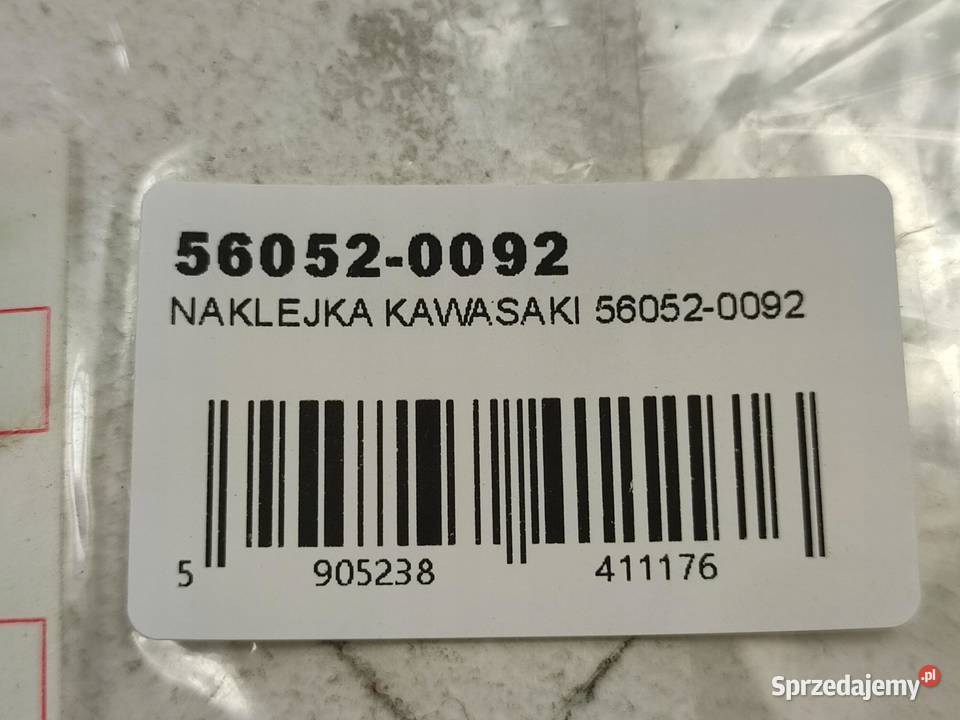 56052-0092
NAKLEJKA KAWASAKI 56052-0092
5 905238 411176
Sprzedajemy.pl